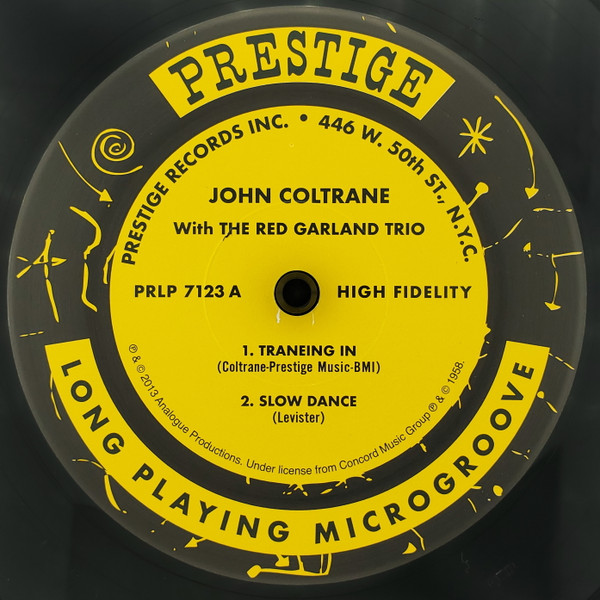 PRESTIGE
PRESTIGE RECORDS INC. • 446 W. 50th ST., N.Y.C.
JOHN COLTRANE
With THE RED GARLAND TRIO
PRLP 7123 A
HIGH FIDELITY
1. TRANEING IN
(Coltrane-Prestige Music-BMI)
2. SLOW DANCE
(Levister)
℗ & © 2013 Analogue Productions. Under license from Concord Music Group ℗ & © 1958.
LONG PLAYING MICROGROOVE